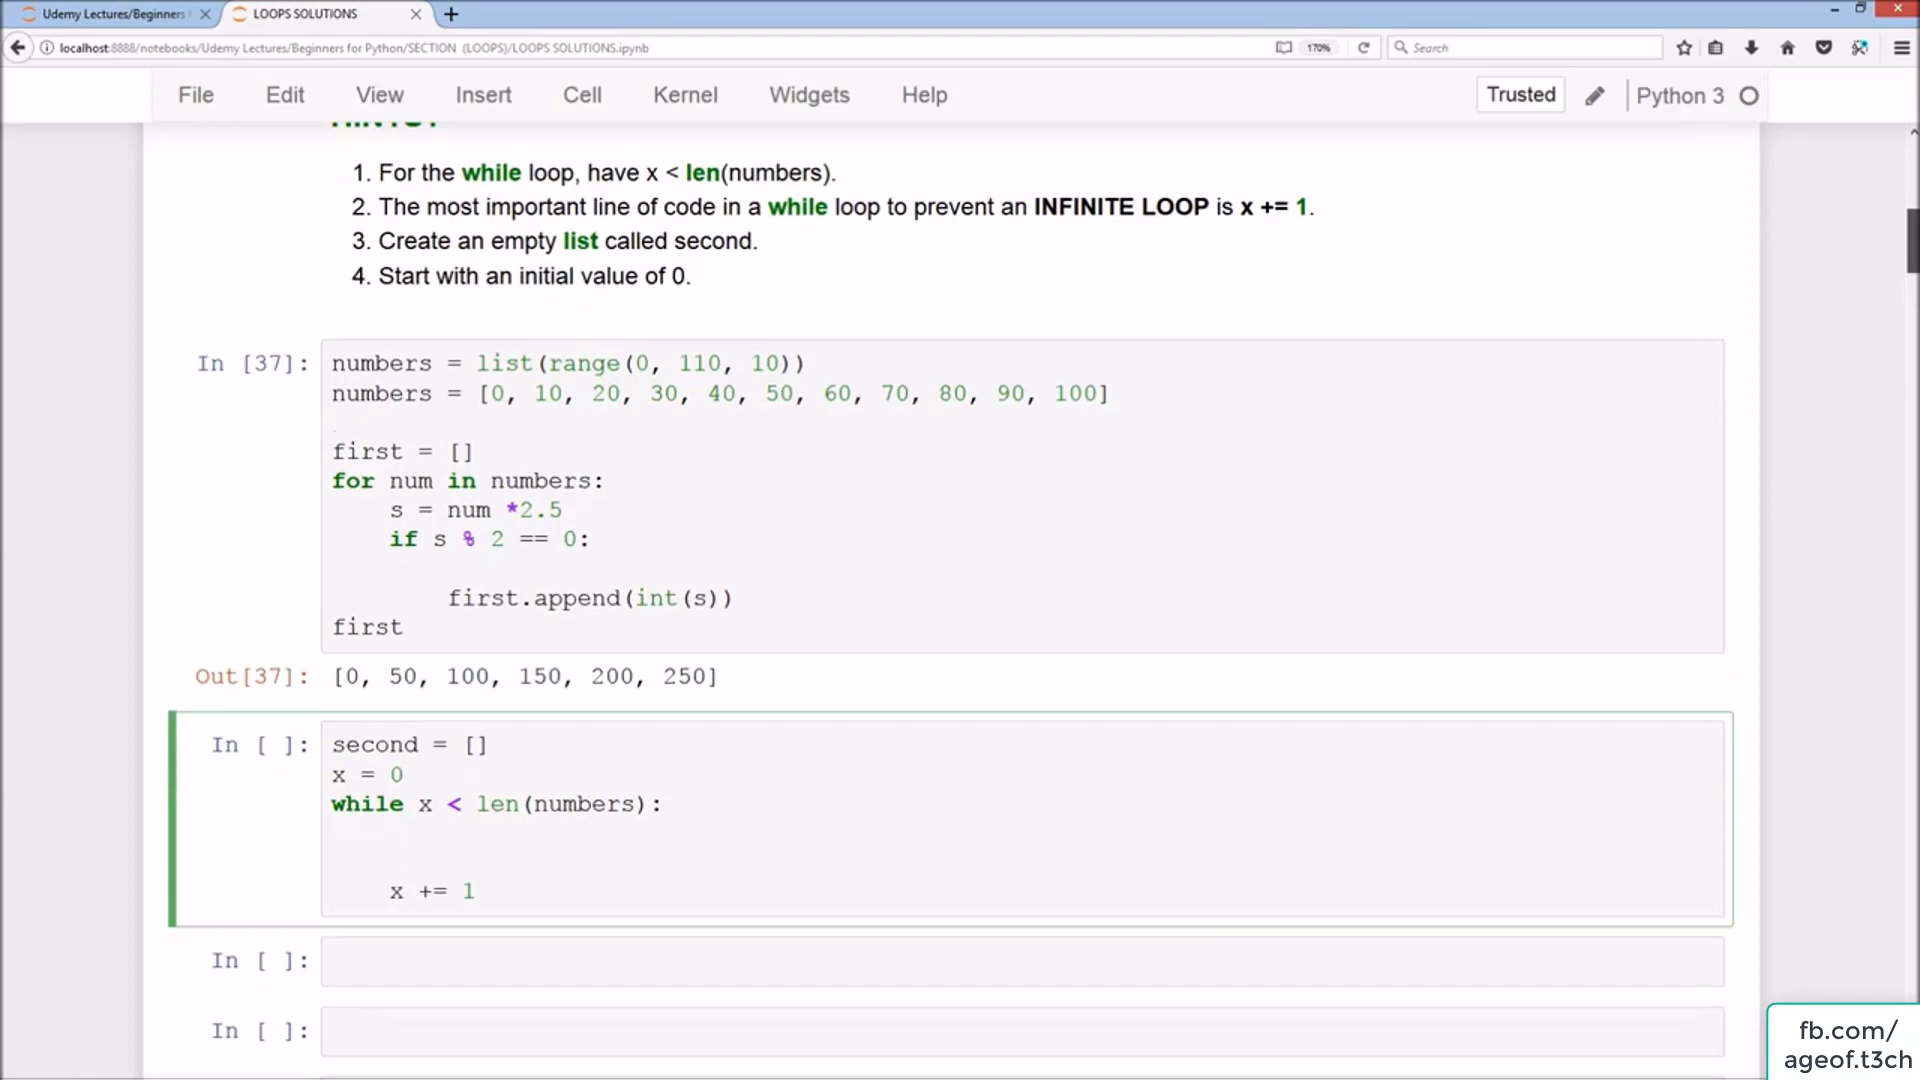 Udemy Lectures/Beginners
LOOPS SOLUTIONS
localhost:8888/notebooks/Udemy Lectures/Beginners for Python/SECTION (LOOPS)/LOOPS SOLUTIONS.ipynb
170%
Search
File Edit View Insert Cell Kernel Widgets Help
Trusted
Python 3
1. For the while loop, have x < len(numbers).
2. The most important line of code in a while loop to prevent an INFINITE LOOP is x += 1.
3. Create an empty list called second.
4. Start with an initial value of 0.
In [37]:
numbers = list(range(0, 110, 10))
numbers = [0, 10, 20, 30, 40, 50, 60, 70, 80, 90, 100]
first = []
for num in numbers:
    s = num *2.5
    if s % 2 == 0:
        first.append(int(s))
first
Out[37]: [0, 50, 100, 150, 200, 250]
In [ ]:
second = []
x = 0
while x < len(numbers):
    x += 1
In [ ]:
In [ ]:
fb.com/
ageof.t3ch